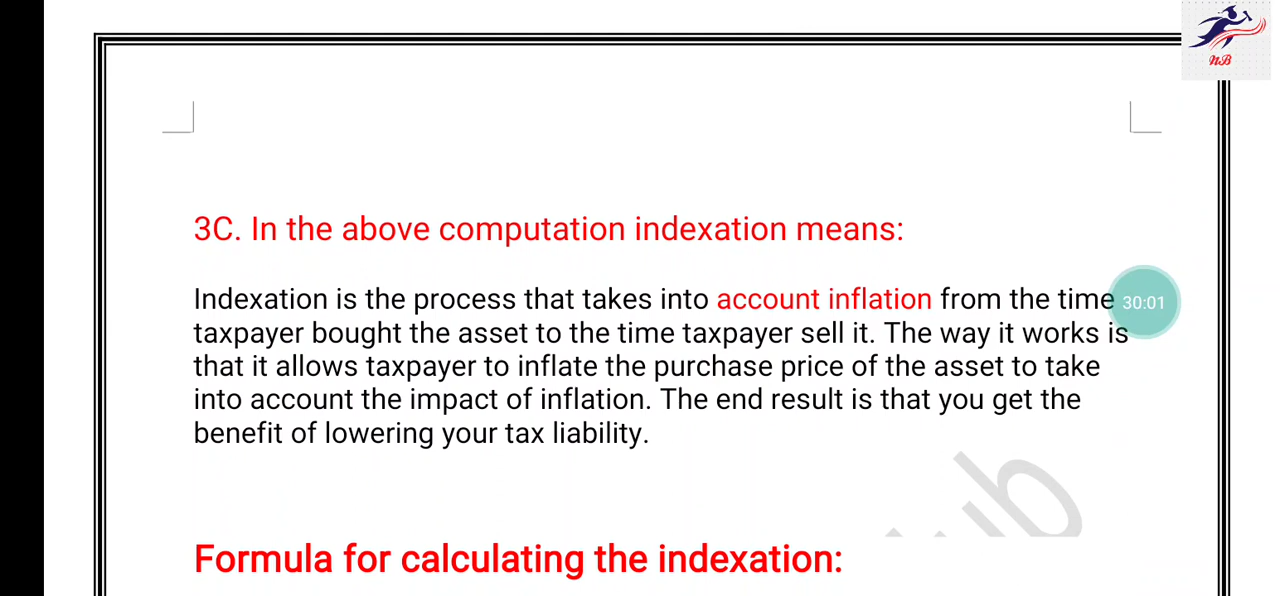 NB
3C. In the above computation indexation means:
Indexation is the process that takes into account inflation from the time
30:01
taxpayer bought the asset to the time taxpayer sell it. The way it works is
that it allows taxpayer to inflate the purchase price of the asset to take
into account the impact of inflation. The end result is that you get the
benefit of lowering your tax liability.
Formula for calculating the indexation: